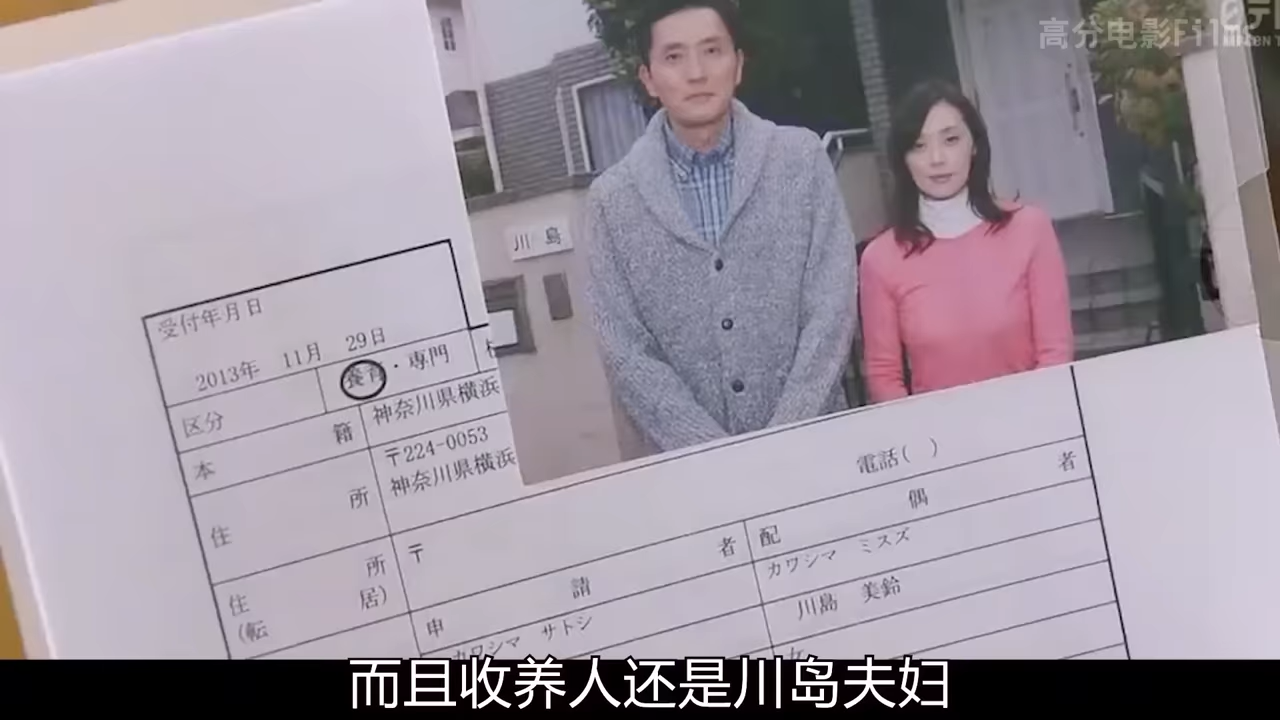 高分电影Films
川島
受付年月日
2013年 11月 29日
区分
養育・専門
本籍
神奈川県横浜
住所
〒224-0053
神奈川県横浜
電話( )
住所
(転居)
〒
申請者
配偶者
カワシマ サトシ
カワシマ ミスズ
川島 美鈴
女
而且收养人还是川岛夫妇